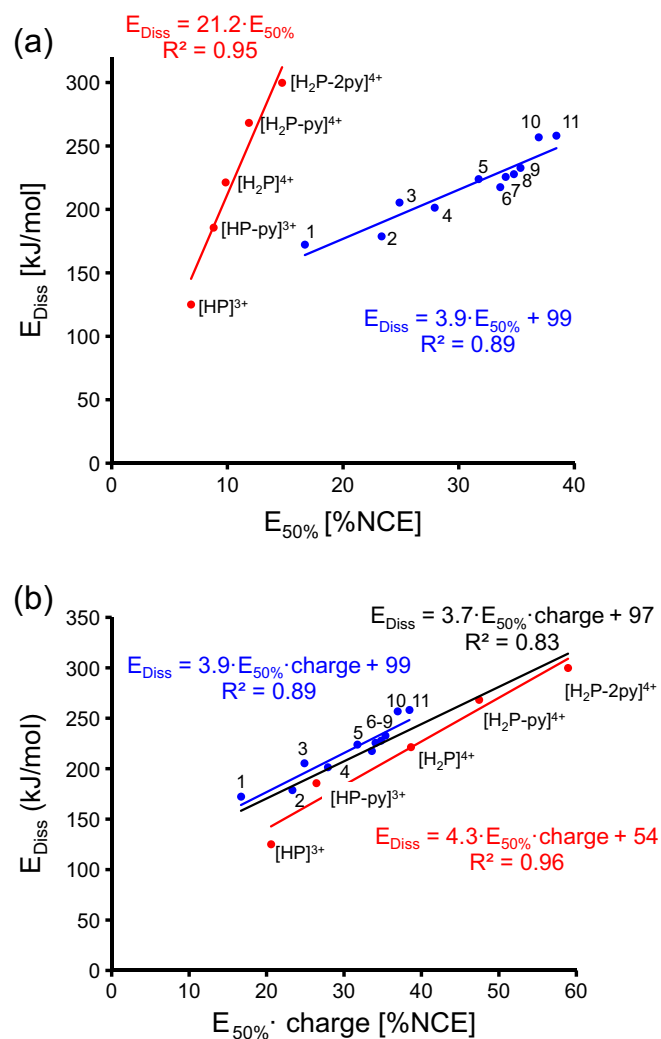 (a)
E_Diss = 21.2·E_50%
R² = 0.95
E_Diss [kJ/mol]
300
250
200
150
100
50
0
[H₂P-2py]⁴⁺
[H₂P-py]⁴⁺
[H₂P]⁴⁺
[HP-py]³⁺
[HP]³⁺
1
2
3
4
5
6
7
8
9
10
11
E_Diss = 3.9·E_50% + 99
R² = 0.89
0
10
20
30
40
E_50% [%NCE]
(b)
E_Diss = 3.7·E_50%·charge + 97
R² = 0.83
E_Diss = 3.9·E_50%·charge + 99
R² = 0.89
E_Diss (kJ/mol)
350
300
250
200
150
100
50
0
1
2
3
4
5
6-9
10
11
[H₂P-2py]⁴⁺
[H₂P-py]⁴⁺
[H₂P]⁴⁺
[HP-py]³⁺
[HP]³⁺
E_Diss = 4.3·E_50%·charge + 54
R² = 0.96
0
10
20
30
40
50
60
E_50%· charge [%NCE]